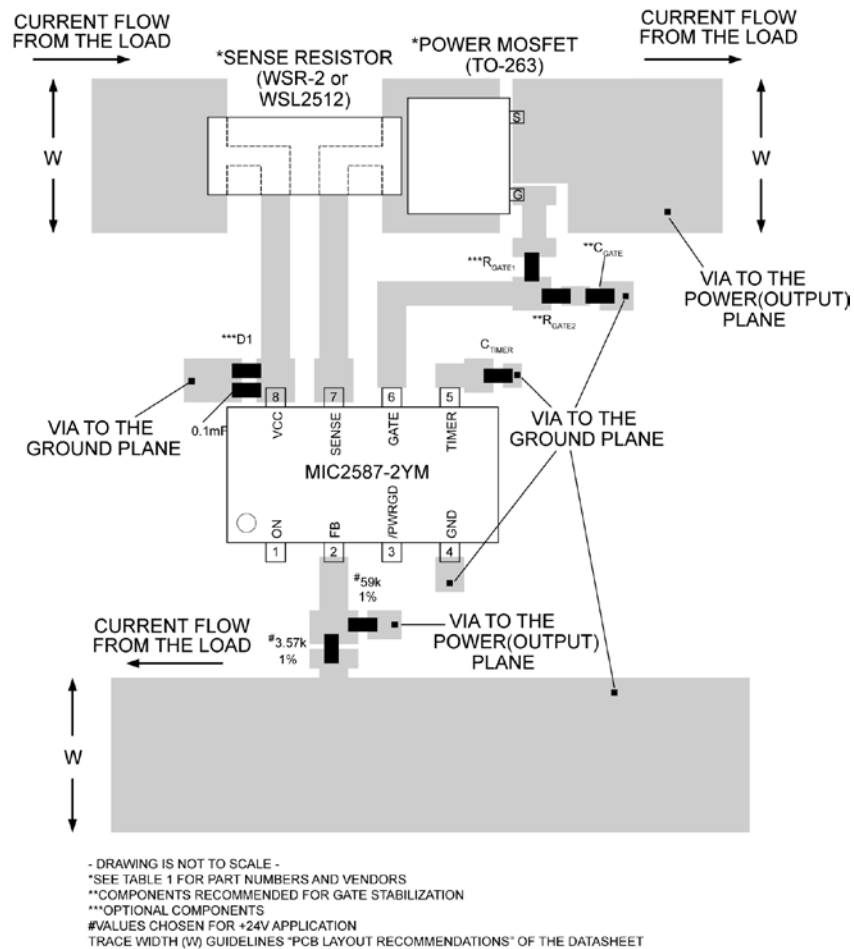 CURRENT FLOW
FROM THE LOAD
*SENSE RESISTOR
(WSR-2 or
WSL2512)
*POWER MOSFET
(TO-263)
CURRENT FLOW
FROM THE LOAD
W
S
G
W
***RGATE1
**CGATE
**RGATE2
VIA TO THE
POWER(OUTPUT)
PLANE
***D1
CTIMER
0.1mF
VIA TO THE
GROUND PLANE
VIA TO THE
GROUND PLANE
8
7
6
5
VCC
SENSE
GATE
TIMER
MIC2587-2YM
ON
FB
/PWRGD
GND
1
2
3
4
#59k
1%
#3.57k
1%
VIA TO THE
POWER(OUTPUT)
PLANE
CURRENT FLOW
FROM THE LOAD
W
- DRAWING IS NOT TO SCALE -
*SEE TABLE 1 FOR PART NUMBERS AND VENDORS
**COMPONENTS RECOMMENDED FOR GATE STABILIZATION
***OPTIONAL COMPONENTS
#VALUES CHOSEN FOR +24V APPLICATION
TRACE WIDTH (W) GUIDELINES "PCB LAYOUT RECOMMENDATIONS" OF THE DATASHEET